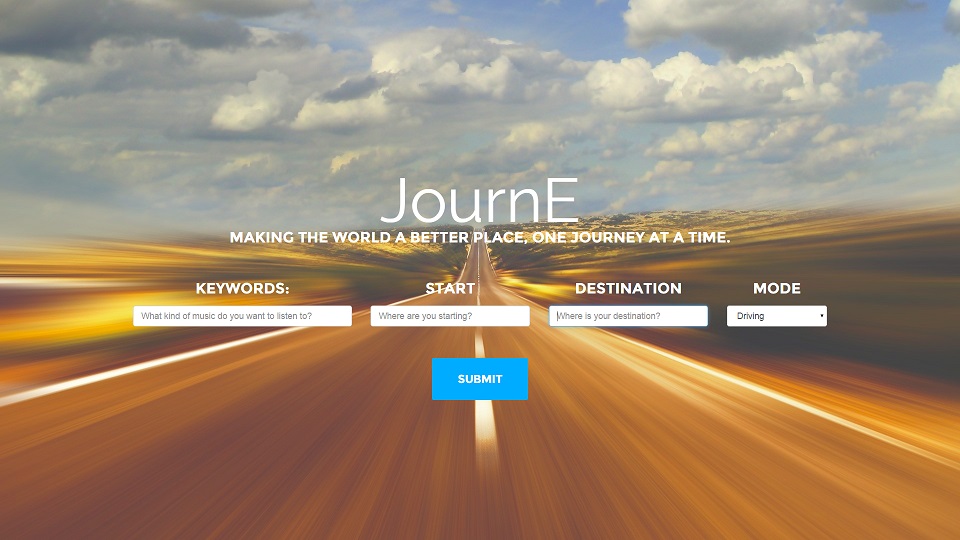 JournE
MAKING THE WORLD A BETTER PLACE, ONE JOURNEY AT A TIME.
KEYWORDS: START DESTINATION MODE
What kind of music do you want to listen to? Where are you starting? Where is your destination? Driving
SUBMIT